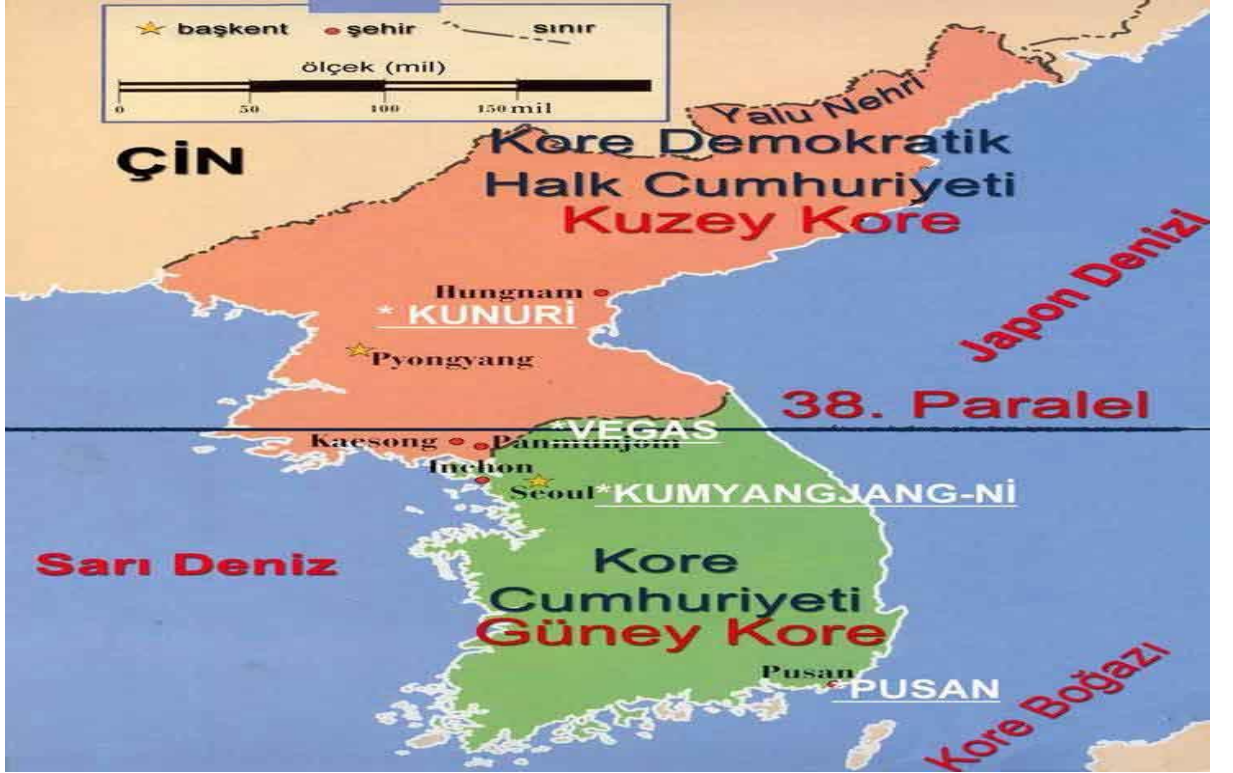 başkent şehir sınır
ölçek (mil)
0 50 100 150 mil
ÇİN
Yalu Nehri
Kore Demokratik
Halk Cumhuriyeti
Kuzey Kore
Japon Denizi
Hungnam
* KUNURİ
Pyongyang
38. Paralel
*VEGAS
Kaesong
Panmunjom
Inchon
Seoul
*KUMYANGJANG-Nİ
Sarı Deniz
Kore
Cumhuriyeti
Güney Kore
Pusan
*PUSAN
Kore Boğazı